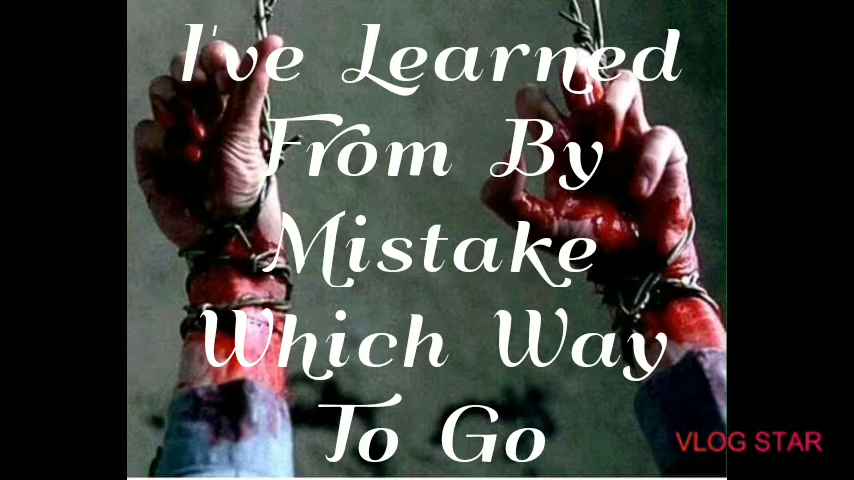 I've Learned
From By
Mistake
Which Way
To Go
VLOG STAR